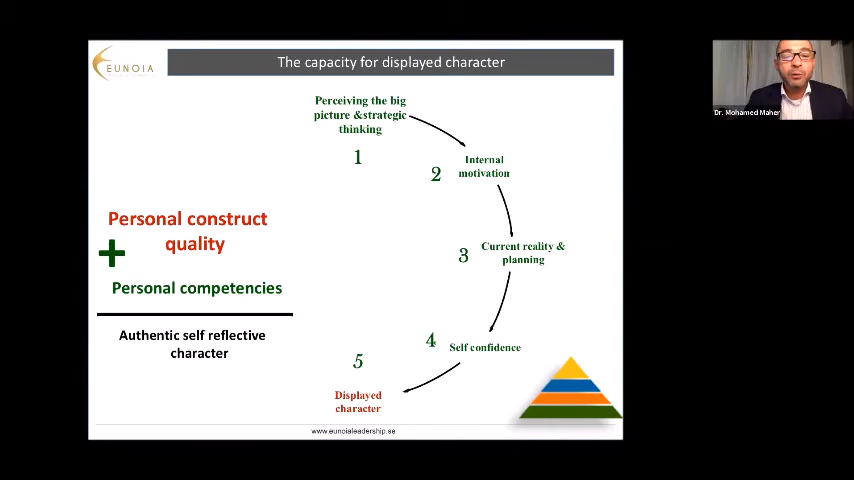 EUNOIA
The capacity for displayed character
Dr. Mohamed Maher
Perceiving the big
picture &strategic
thinking
1
Internal
motivation
2
Personal construct
quality
+
Personal competencies
Authentic self reflective
character
3
Current reality &
planning
4
Self confidence
5
Displayed
character
www.eunoialeadership.se